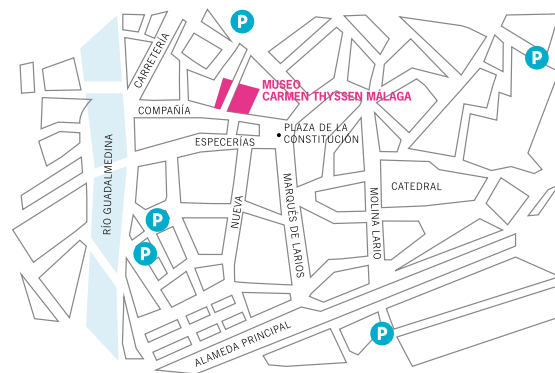 P
P
CARRETERÍA
MUSEO
CARMEN THYSSEN MÁLAGA
COMPAÑÍA
PLAZA DE LA
CONSTITUCIÓN
ESPECERÍAS
RÍO GUADALMEDINA
CATEDRAL
NUEVA
MARQUÉS DE LARIOS
MOLINA LARIO
P
P
ALAMEDA PRINCIPAL
P